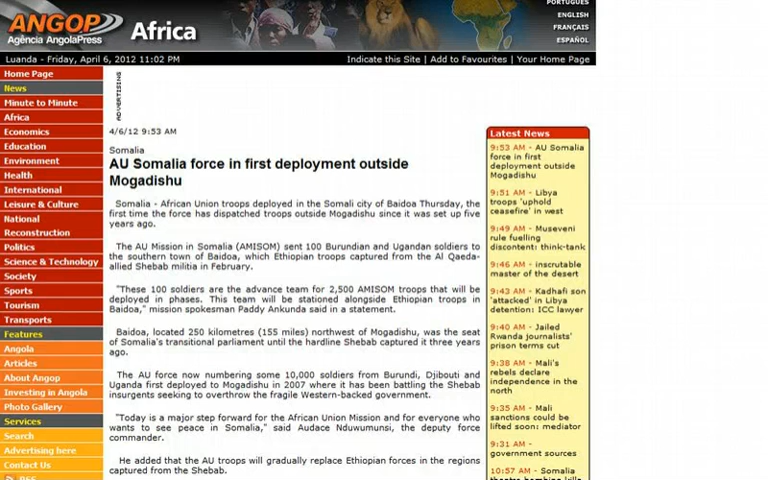 PORTUGUÊS
ENGLISH
FRANÇAIS
ESPAÑOL
ANGOP
Agência AngolaPress
Africa
Luanda - Friday, April 6, 2012 11:02 PM
Indicate this Site | Add to Favourites | Your Home Page
Home Page
News
Minute to Minute
Africa
Economics
Education
Environment
Health
International
Leisure & Culture
National
Reconstruction
Politics
Science & Technology
Society
Sports
Tourism
Transports
Features
Angola
Articles
About Angop
Investing in Angola
Photo Gallery
Services
Search
Advertising here
Contact Us
RSS
ADVERTISING
4/6/12 9:53 AM
Somalia
AU Somalia force in first deployment outside
Mogadishu
Somalia - African Union troops deployed in the Somali city of Baidoa Thursday, the
first time the force has dispatched troops outside Mogadishu since it was set up five
years ago.
The AU Mission in Somalia (AMISOM) sent 100 Burundian and Ugandan soldiers to
the southern town of Baidoa, which Ethiopian troops captured from the Al Qaeda-
allied Shebab militia in February.
"These 100 soldiers are the advance team for 2,500 AMISOM troops that will be
deployed in phases. This team will be stationed alongside Ethiopian troops in
Baidoa," mission spokesman Paddy Ankunda said in a statement.
Baidoa, located 250 kilometres (155 miles) northwest of Mogadishu, was the seat
of Somalia's transitional parliament until the hardline Shebab captured it three years
ago.
The AU force now numbering some 10,000 soldiers from Burundi, Djibouti and
Uganda first deployed to Mogadishu in 2007 where it has been battling the Shebab
insurgents seeking to overthrow the fragile Western-backed government.
"Today is a major step forward for the African Union Mission and for everyone who
wants to see peace in Somalia," said Audace Nduwumunsi, the deputy force
commander.
He added that the AU troops will gradually replace Ethiopian forces in the regions
captured from the Shebab.
Latest News
9:53 AM - AU Somalia
force in first
deployment outside
Mogadishu
9:51 AM - Libya
troops 'uphold
ceasefire' in west
9:49 AM - Museveni
rule fuelling
discontent: think-tank
9:46 AM - inscrutable
master of the desert
9:43 AM - Kadhafi son
'attacked' in Libya
detention: ICC lawyer
9:40 AM - Jailed
Rwanda journalists'
prison terms cut
9:38 AM - Mali's
rebels declare
independence in the
north
9:35 AM - Mali
sanctions could be
lifted soon: mediator
9:31 AM -
government sources
10:57 AM - Somalia
theatre bombing kills